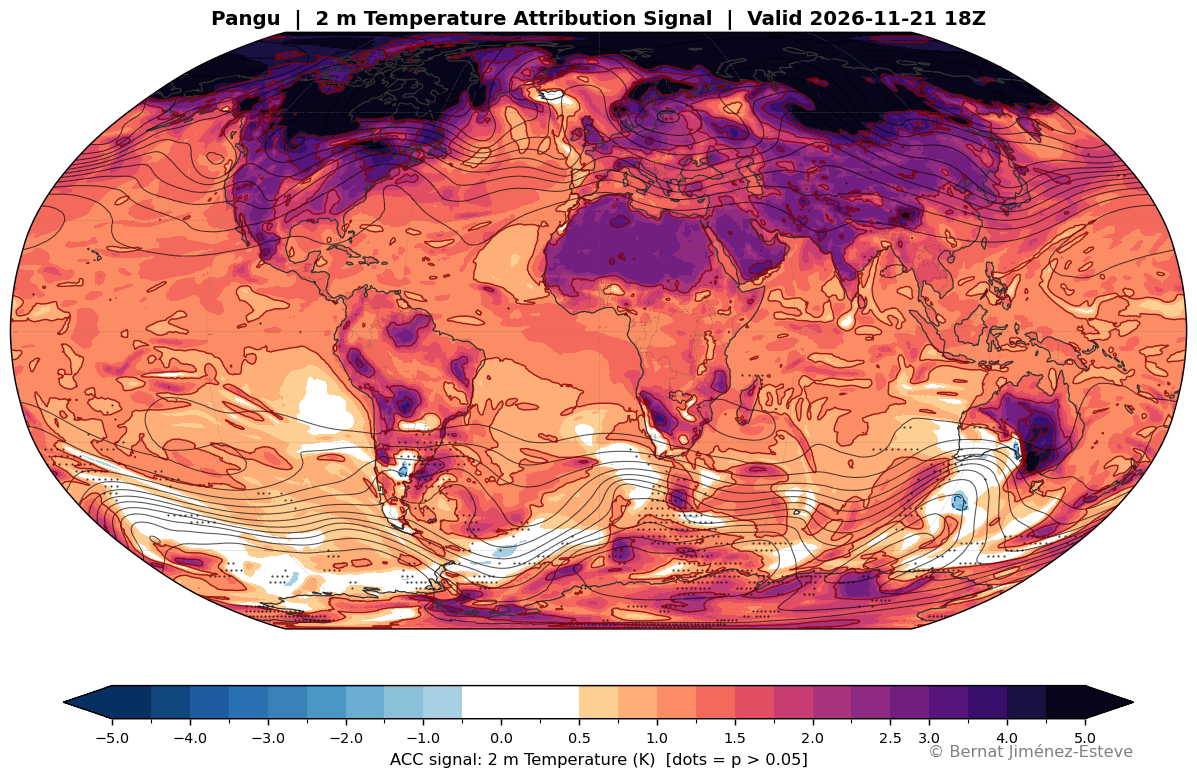 Pangu | 2 m Temperature Attribution Signal | Valid 2026-11-21 18Z
−5.0 −4.0 −3.0 −2.0 −1.0 0.0 0.5 1.0 1.5 2.0 2.5 3.0 4.0 5.0
© Bernat Jiménez-Esteve
ACC signal: 2 m Temperature (K) [dots = p > 0.05]